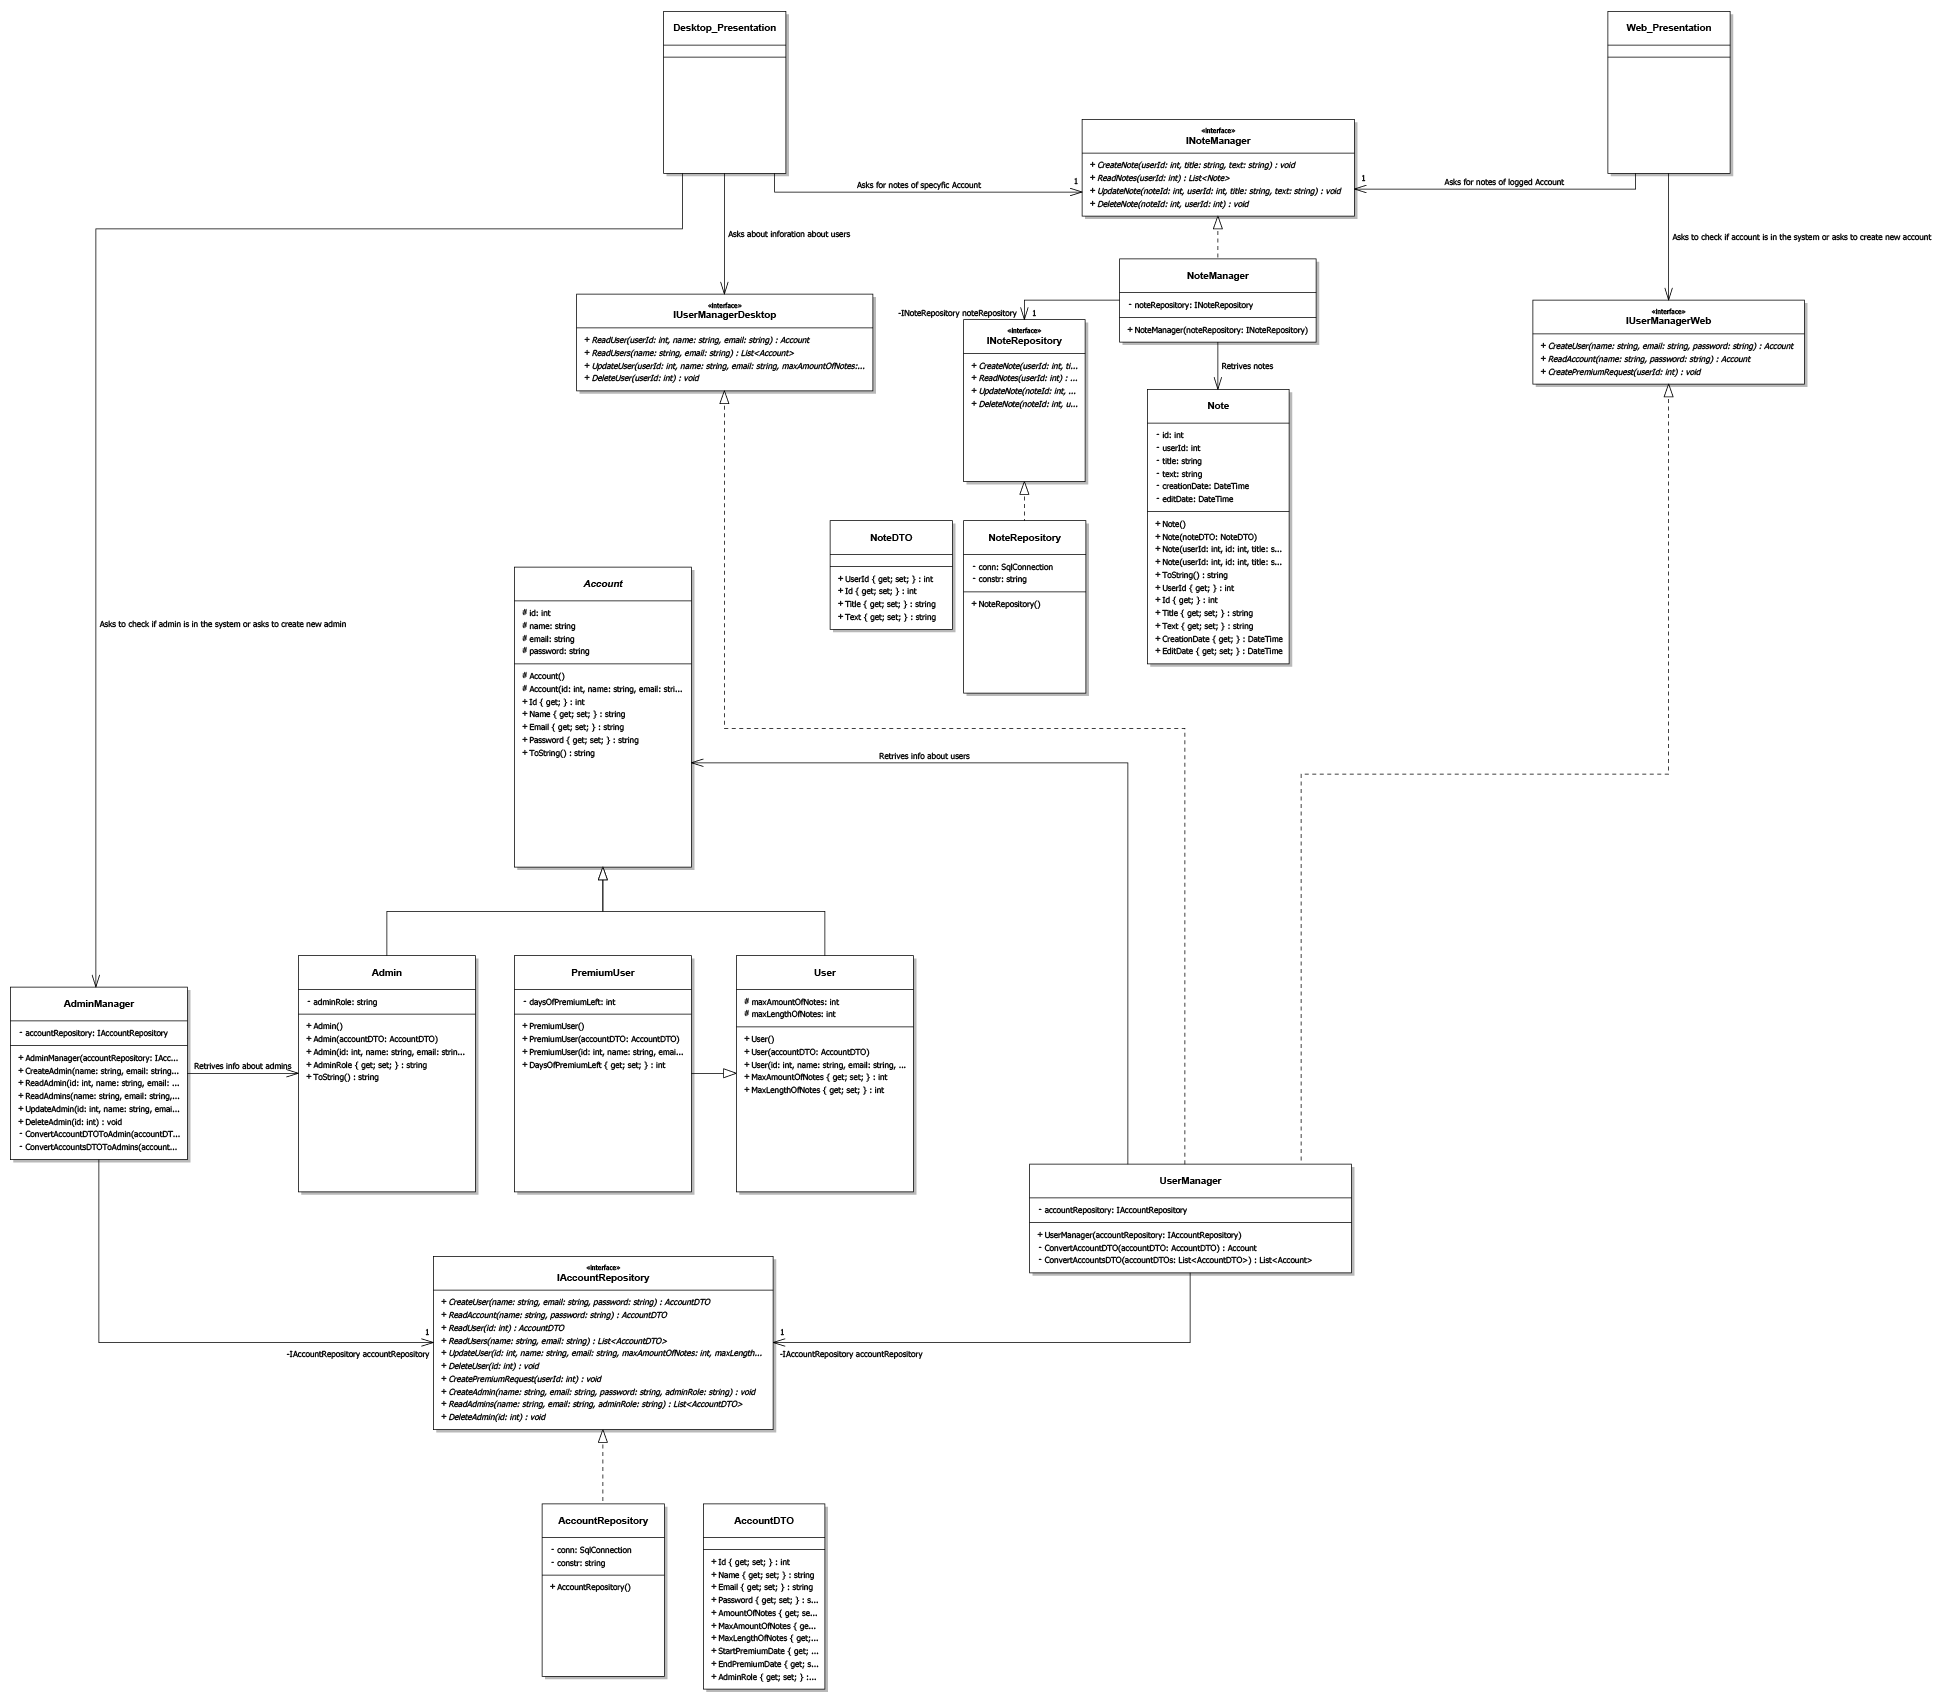 Desktop_Presentation
Web_Presentation
«Interface»
INoteManager
+ CreateNote(userId: int, title: string, text: string) : void
+ ReadNotes(userId: int) : List<Note>
+ UpdateNote(noteId: int, userId: int, title: string, text: string) : void
+ DeleteNote(noteId: int, userId: int) : void
Asks for notes of specyfic Account
1
1
Asks for notes of logged Account
Asks about inforation about users
Asks to check if account is in the system or asks to create new account
NoteManager
- noteRepository: INoteRepository
+ NoteManager(noteRepository: INoteRepository)
-INoteRepository noteRepository
1
«Interface»
IUserManagerDesktop
+ ReadUser(userId: int, name: string, email: string) : Account
+ ReadUsers(name: string, email: string) : List<Account>
+ UpdateUser(userId: int, name: string, email: string, maxAmountOfNotes:...
+ DeleteUser(userId: int) : void
«Interface»
INoteRepository
+ CreateNote(userId: int, ti...
+ ReadNotes(userId: int) : ...
+ UpdateNote(noteId: int, ...
+ DeleteNote(noteId: int, u...
«Interface»
IUserManagerWeb
+ CreateUser(name: string, email: string, password: string) : Account
+ ReadAccount(name: string, password: string) : Account
+ CreatePremiumRequest(userId: int) : void
Retrives notes
Note
- id: int
- userId: int
- title: string
- text: string
- creationDate: DateTime
- editDate: DateTime
+ Note()
+ Note(noteDTO: NoteDTO)
+ Note(userId: int, id: int, title: s...
+ Note(userId: int, id: int, title: s...
+ ToString() : string
+ UserId { get; } : int
+ Id { get; } : int
+ Title { get; set; } : string
+ Text { get; set; } : string
+ CreationDate { get; } : DateTime
+ EditDate { get; set; } : DateTime
NoteDTO
+ UserId { get; set; } : int
+ Id { get; set; } : int
+ Title { get; set; } : string
+ Text { get; set; } : string
NoteRepository
- conn: SqlConnection
- constr: string
+ NoteRepository()
Account
# id: int
# name: string
# email: string
# password: string
# Account()
# Account(id: int, name: string, email: stri...
+ Id { get; } : int
+ Name { get; set; } : string
+ Email { get; set; } : string
+ Password { get; set; } : string
+ ToString() : string
Asks to check if admin is in the system or asks to create new admin
Retrives info about users
AdminManager
- accountRepository: IAccountRepository
+ AdminManager(accountRepository: IAcc...
+ CreateAdmin(name: string, email: string...
+ ReadAdmin(id: int, name: string, email: ...
+ ReadAdmins(name: string, email: string,...
+ UpdateAdmin(id: int, name: string, emai...
+ DeleteAdmin(id: int) : void
- ConvertAccountDTOToAdmin(accountDT...
- ConvertAccountsDTOToAdmins(account...
Retrives info about admins
Admin
- adminRole: string
+ Admin()
+ Admin(accountDTO: AccountDTO)
+ Admin(id: int, name: string, email: strin...
+ AdminRole { get; set; } : string
+ ToString() : string
PremiumUser
- daysOfPremiumLeft: int
+ PremiumUser()
+ PremiumUser(accountDTO: AccountDTO)
+ PremiumUser(id: int, name: string, emai...
+ DaysOfPremiumLeft { get; set; } : int
User
# maxAmountOfNotes: int
# maxLengthOfNotes: int
+ User()
+ User(accountDTO: AccountDTO)
+ User(id: int, name: string, email: string, ...
+ MaxAmountOfNotes { get; set; } : int
+ MaxLengthOfNotes { get; set; } : int
UserManager
- accountRepository: IAccountRepository
+ UserManager(accountRepository: IAccountRepository)
- ConvertAccountDTO(accountDTO: AccountDTO) : Account
- ConvertAccountsDTO(accountDTOs: List<AccountDTO>) : List<Account>
«Interface»
IAccountRepository
+ CreateUser(name: string, email: string, password: string) : AccountDTO
+ ReadAccount(name: string, password: string) : AccountDTO
+ ReadUser(id: int) : AccountDTO
+ ReadUsers(name: string, email: string) : List<AccountDTO>
+ UpdateUser(id: int, name: string, email: string, maxAmountOfNotes: int, maxLength...
+ DeleteUser(id: int) : void
+ CreatePremiumRequest(userId: int) : void
+ CreateAdmin(name: string, email: string, password: string, adminRole: string) : void
+ ReadAdmins(name: string, email: string, adminRole: string) : List<AccountDTO>
+ DeleteAdmin(id: int) : void
1
-IAccountRepository accountRepository
1
-IAccountRepository accountRepository
AccountRepository
- conn: SqlConnection
- constr: string
+ AccountRepository()
AccountDTO
+ Id { get; set; } : int
+ Name { get; set; } : string
+ Email { get; set; } : string
+ Password { get; set; } : s...
+ AmountOfNotes { get; se...
+ MaxAmountOfNotes { ge...
+ MaxLengthOfNotes { get;...
+ StartPremiumDate { get; ...
+ EndPremiumDate { get; s...
+ AdminRole { get; set; } :...